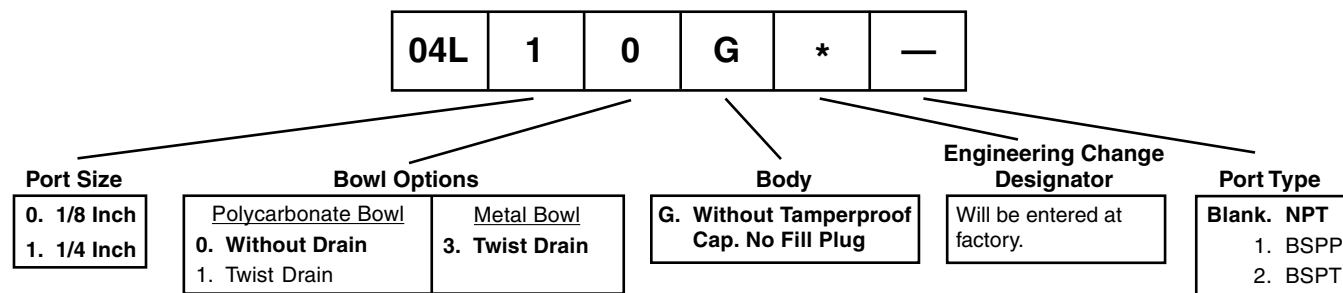 04L 1 0 G * —
Port Size
0. 1/8 Inch
1. 1/4 Inch
Bowl Options
Polycarbonate Bowl
0. Without Drain
1. Twist Drain
Metal Bowl
3. Twist Drain
Body
G. Without Tamperproof
Cap. No Fill Plug
Engineering Change
Designator
Will be entered at
factory.
Port Type
Blank. NPT
1. BSPP
2. BSPT